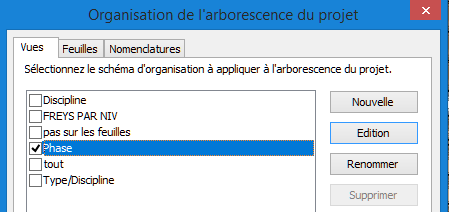 Organisation de l'arborescence du projet
Vues Feuilles Nomenclatures
Sélectionnez le schéma d'organisation à appliquer à l'arborescence du projet.
Discipline
FREYS PAR NIV
pas sur les feuilles
Phase
tout
Type/Discipline
Nouvelle
Edition
Renommer
Supprimer